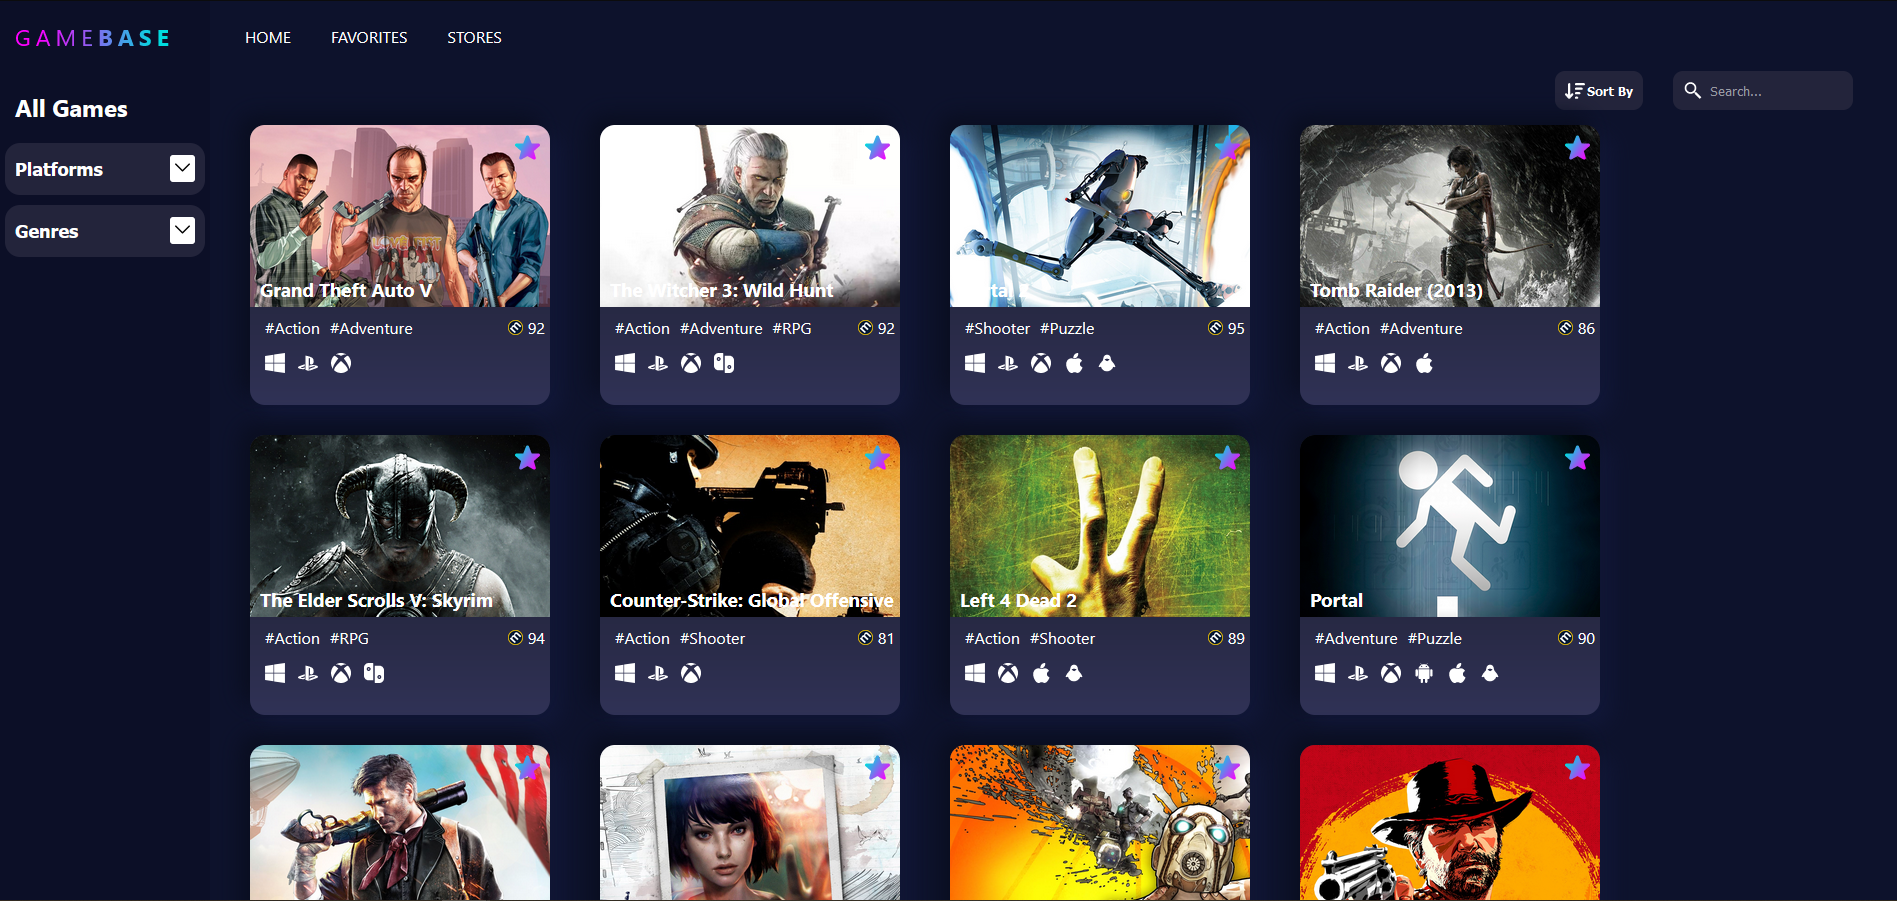 GAMEBASE
HOME
FAVORITES
STORES
Sort By
Search...
All Games
Platforms
Genres
Grand Theft Auto V
#Action #Adventure
92
The Witcher 3: Wild Hunt
#Action #Adventure #RPG
92
#Shooter #Puzzle
95
Tomb Raider (2013)
#Action #Adventure
86
The Elder Scrolls V: Skyrim
#Action #RPG
94
Counter-Strike: Global Offensive
#Action #Shooter
81
Left 4 Dead 2
#Action #Shooter
89
Portal
#Adventure #Puzzle
90